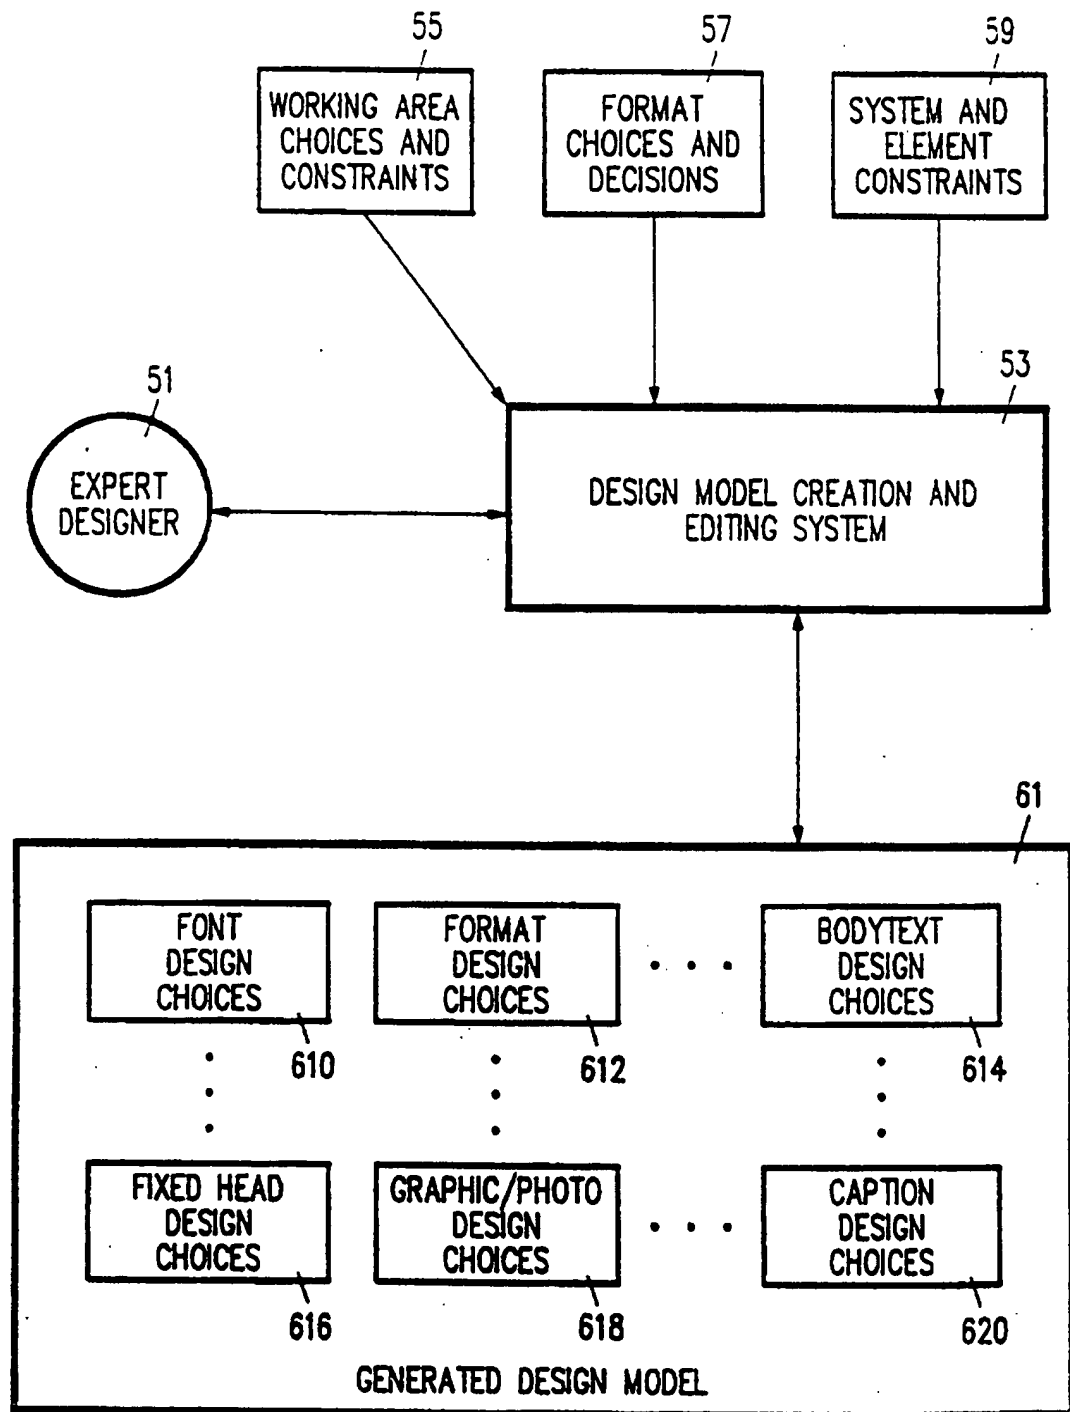 55
57
59
WORKING AREA
CHOICES AND
CONSTRAINTS
FORMAT
CHOICES AND
DECISIONS
SYSTEM AND
ELEMENT
CONSTRAINTS
51
53
EXPERT
DESIGNER
DESIGN MODEL CREATION AND
EDITING SYSTEM
61
FONT
DESIGN
CHOICES
610
FORMAT
DESIGN
CHOICES
612
BODYTEXT
DESIGN
CHOICES
614
FIXED HEAD
DESIGN
CHOICES
616
GRAPHIC/PHOTO
DESIGN
CHOICES
618
CAPTION
DESIGN
CHOICES
620
GENERATED DESIGN MODEL